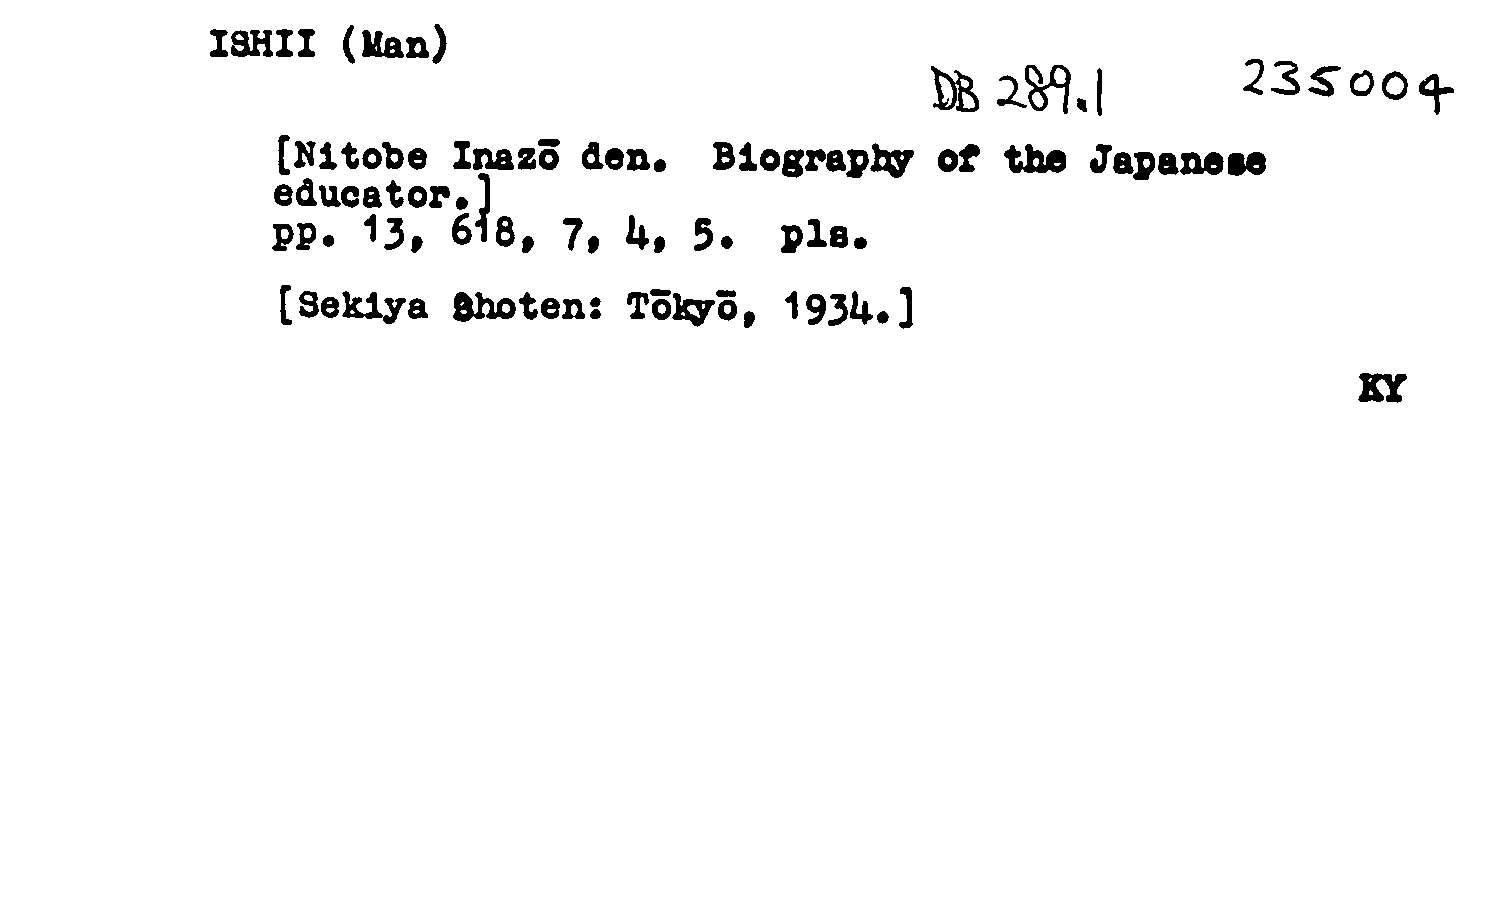 ISHII (Man)
DB 289.1 235004
[Nitobe Inazō den. Biography of the Japanese
educator.]
pp. 13, 618, 7, 4, 5. pls.
[Sekiya Shoten: Tōkyō, 1934.]
KY